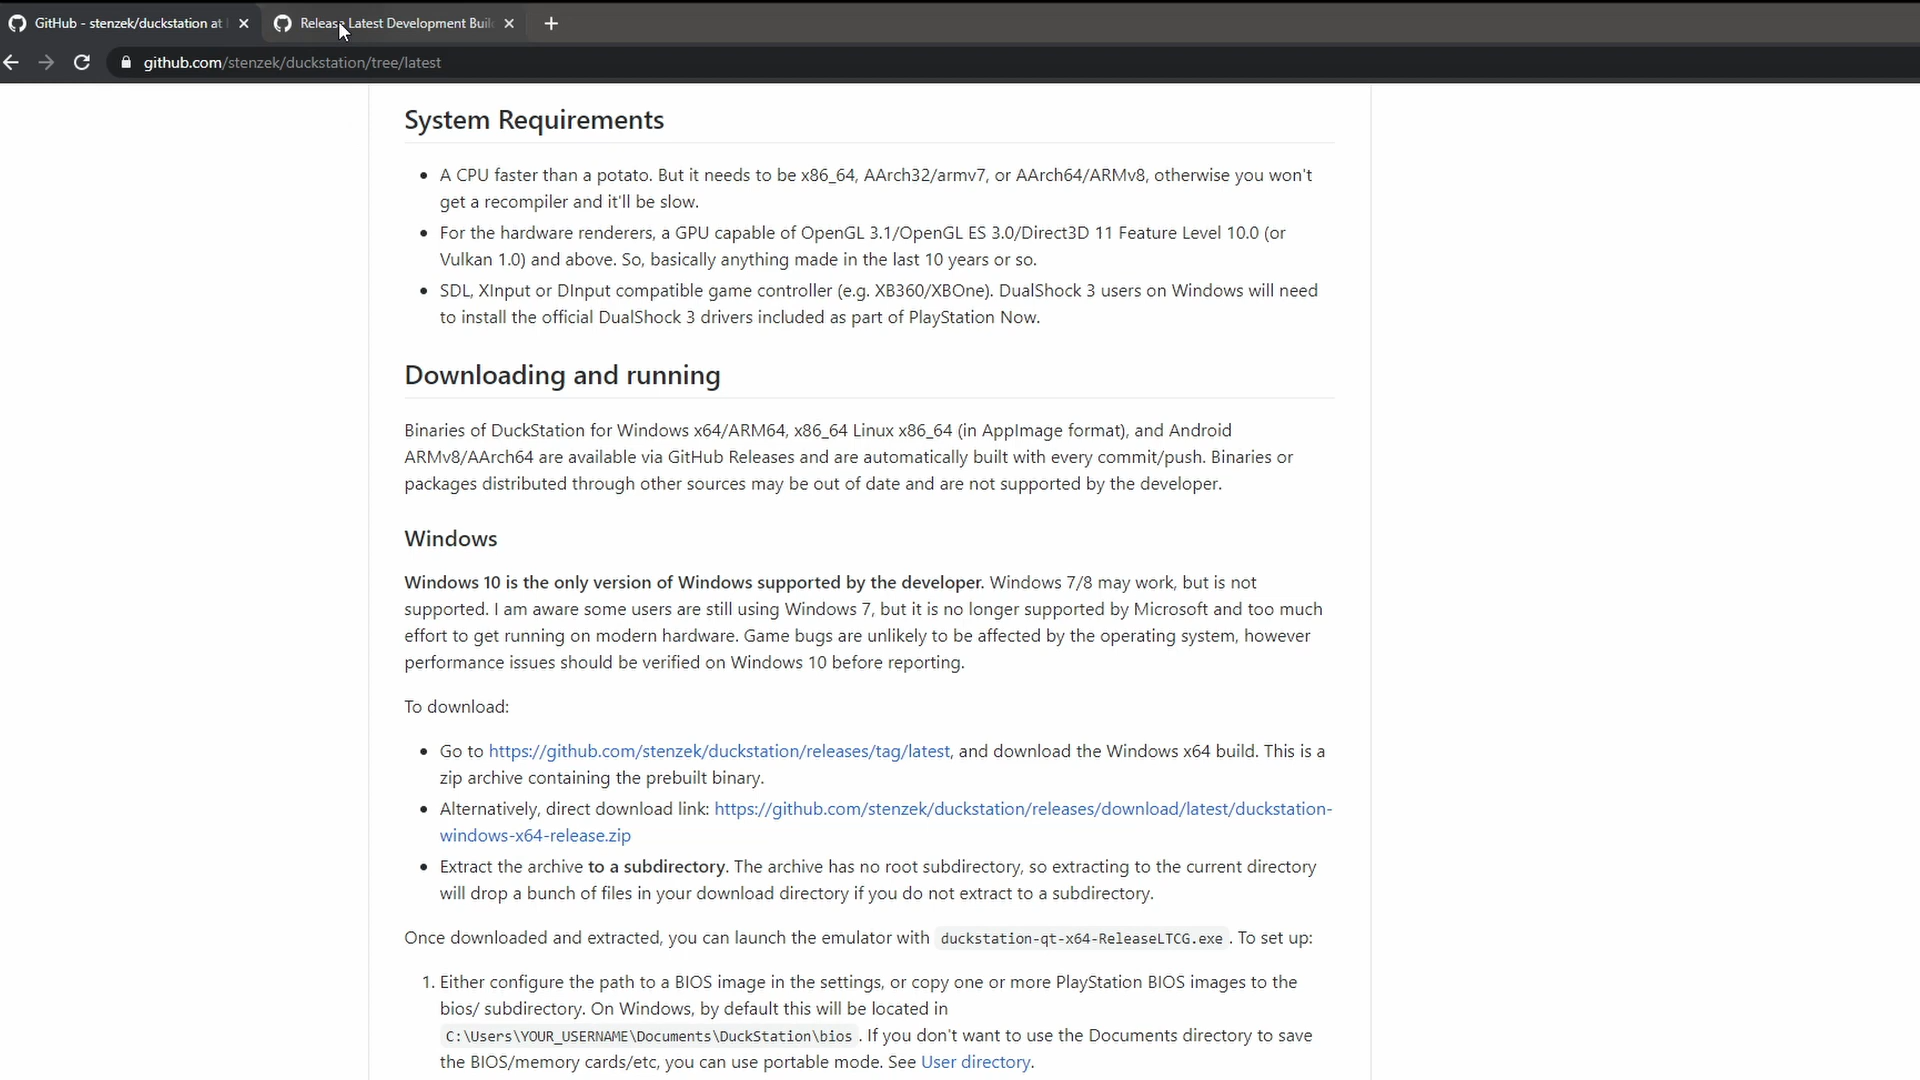 GitHub - stenzek/duckstation at
Release Latest Development Buil
github.com/stenzek/duckstation/tree/latest
System Requirements
A CPU faster than a potato. But it needs to be x86_64, AArch32/armv7, or AArch64/ARMv8, otherwise you won't
get a recompiler and it'll be slow.
For the hardware renderers, a GPU capable of OpenGL 3.1/OpenGL ES 3.0/Direct3D 11 Feature Level 10.0 (or
Vulkan 1.0) and above. So, basically anything made in the last 10 years or so.
SDL, XInput or DInput compatible game controller (e.g. XB360/XBOne). DualShock 3 users on Windows will need
to install the official DualShock 3 drivers included as part of PlayStation Now.
Downloading and running
Binaries of DuckStation for Windows x64/ARM64, x86_64 Linux x86_64 (in AppImage format), and Android
ARMv8/AArch64 are available via GitHub Releases and are automatically built with every commit/push. Binaries or
packages distributed through other sources may be out of date and are not supported by the developer.
Windows
Windows 10 is the only version of Windows supported by the developer. Windows 7/8 may work, but is not
supported. I am aware some users are still using Windows 7, but it is no longer supported by Microsoft and too much
effort to get running on modern hardware. Game bugs are unlikely to be affected by the operating system, however
performance issues should be verified on Windows 10 before reporting.
To download:
Go to https://github.com/stenzek/duckstation/releases/tag/latest, and download the Windows x64 build. This is a
zip archive containing the prebuilt binary.
Alternatively, direct download link: https://github.com/stenzek/duckstation/releases/download/latest/duckstation-
windows-x64-release.zip
Extract the archive to a subdirectory. The archive has no root subdirectory, so extracting to the current directory
will drop a bunch of files in your download directory if you do not extract to a subdirectory.
Once downloaded and extracted, you can launch the emulator with duckstation-qt-x64-ReleaseLTCG.exe . To set up:
1. Either configure the path to a BIOS image in the settings, or copy one or more PlayStation BIOS images to the
bios/ subdirectory. On Windows, by default this will be located in
C:\Users\YOUR_USERNAME\Documents\DuckStation\bios . If you don't want to use the Documents directory to save
the BIOS/memory cards/etc, you can use portable mode. See User directory.